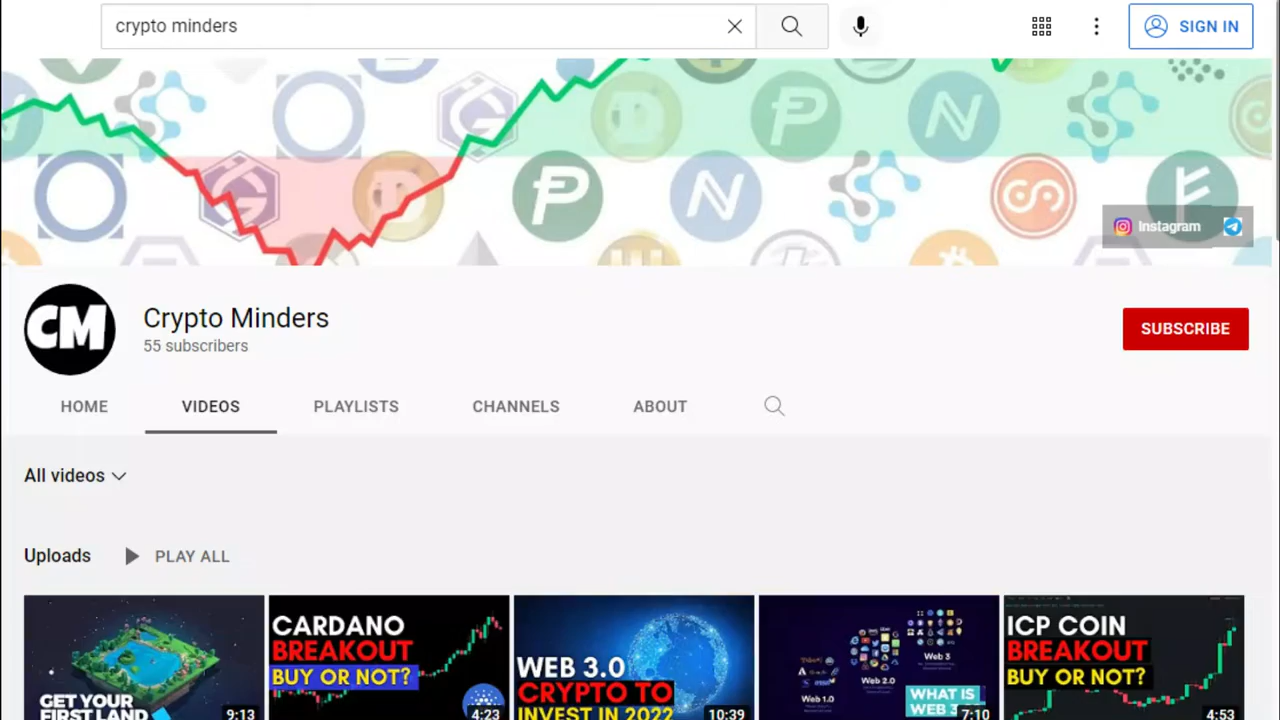 crypto minders
SIGN IN
Instagram
CM
Crypto Minders
55 subscribers
SUBSCRIBE
HOME
VIDEOS
PLAYLISTS
CHANNELS
ABOUT
All videos
Uploads
PLAY ALL
GET YOUR
FIRST LAND
9:13
CARDANO
BREAKOUT
BUY OR NOT?
4:23
WEB 3.0
CRYPTO TO
INVEST IN 2022
10:39
Web 1.0
Web 2.0
Web 3
WHAT IS
WEB 3
7:10
ICP COIN
BREAKOUT
BUY OR NOT?
4:53